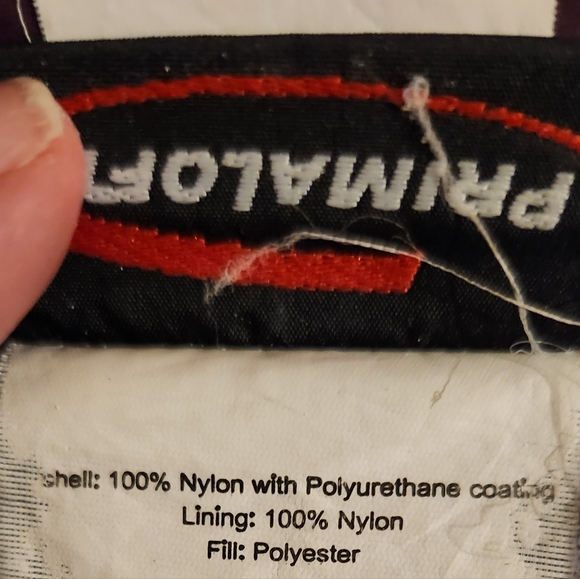 PRIMALOFT
shell: 100% Nylon with Polyurethane coating
Lining: 100% Nylon
Fill: Polyester